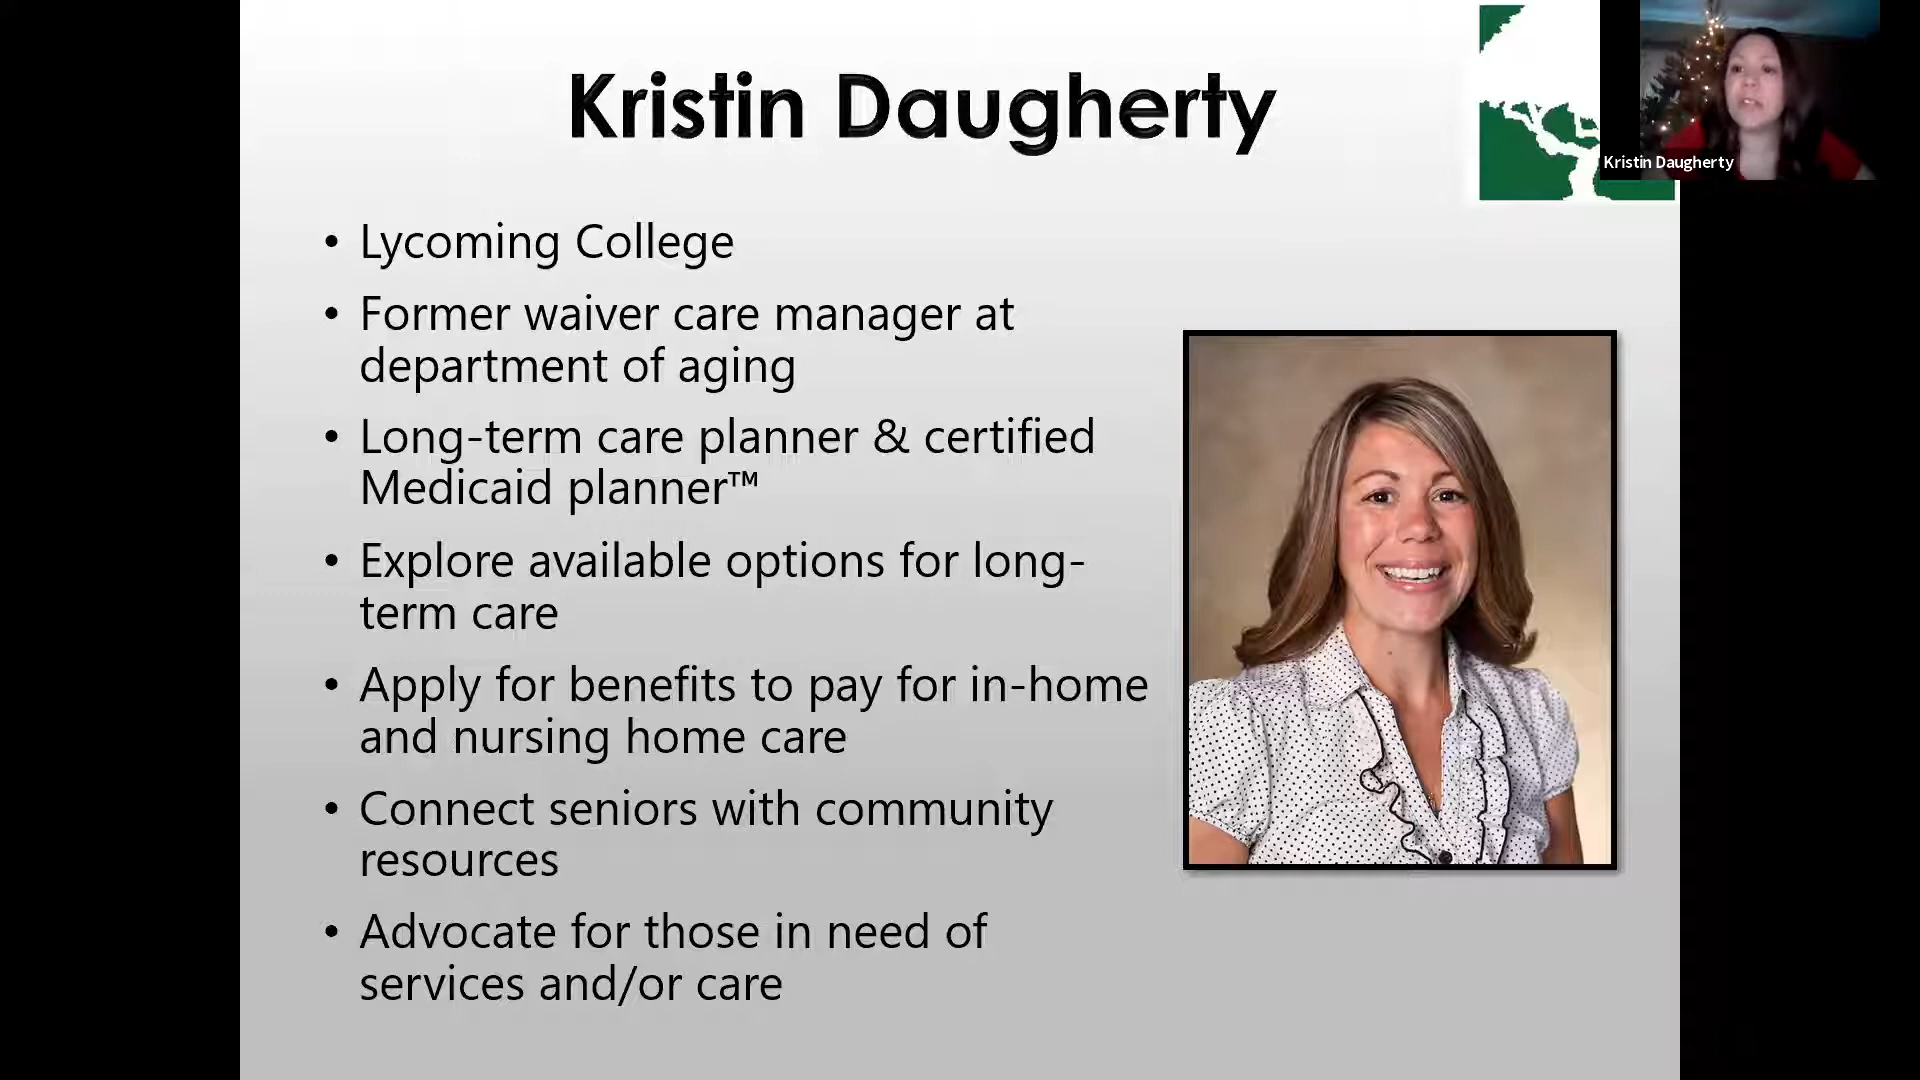 Kristin Daugherty
Kristin Daugherty
• Lycoming College
• Former waiver care manager at
department of aging
• Long-term care planner & certified
Medicaid planner™
• Explore available options for long-
term care
• Apply for benefits to pay for in-home
and nursing home care
• Connect seniors with community
resources
• Advocate for those in need of
services and/or care